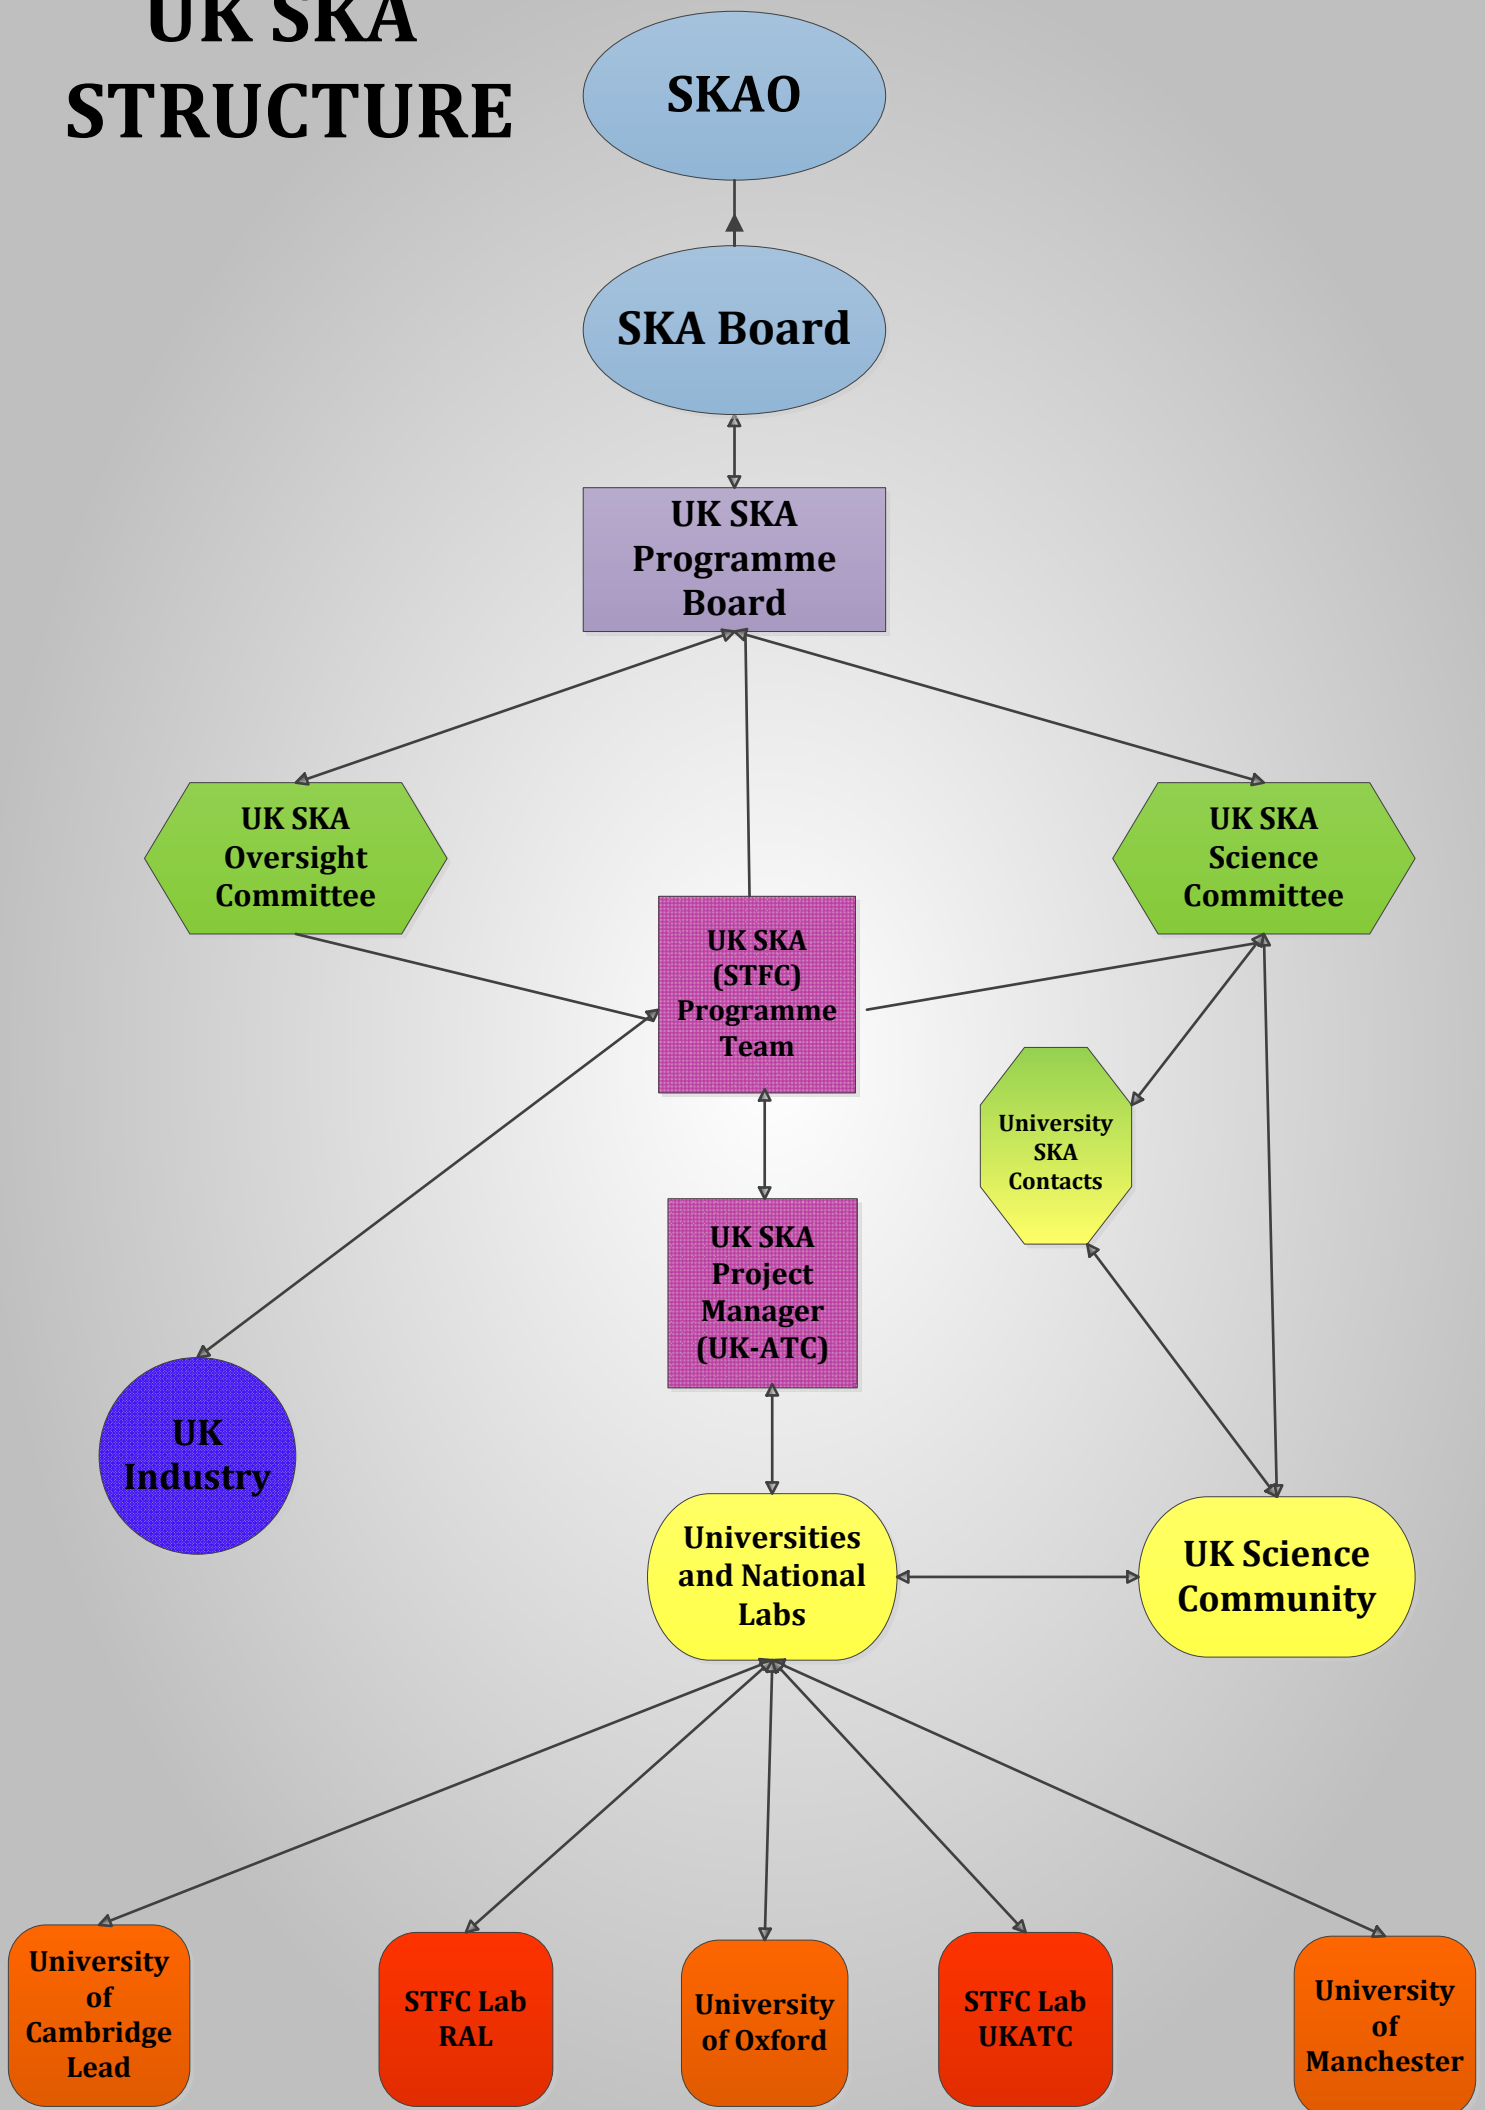 UK SKA
STRUCTURE
SKAO
SKA Board
UK SKA
Programme
Board
UK SKA
Oversight
Committee
UK SKA
Science
Committee
UK SKA
(STFC)
Programme
Team
University
SKA
Contacts
UK SKA
Project
Manager
(UK-ATC)
UK
Industry
Universities
and National
Labs
UK Science
Community
University
of
Cambridge
Lead
STFC Lab
RAL
University
of Oxford
STFC Lab
UKATC
University
of
Manchester